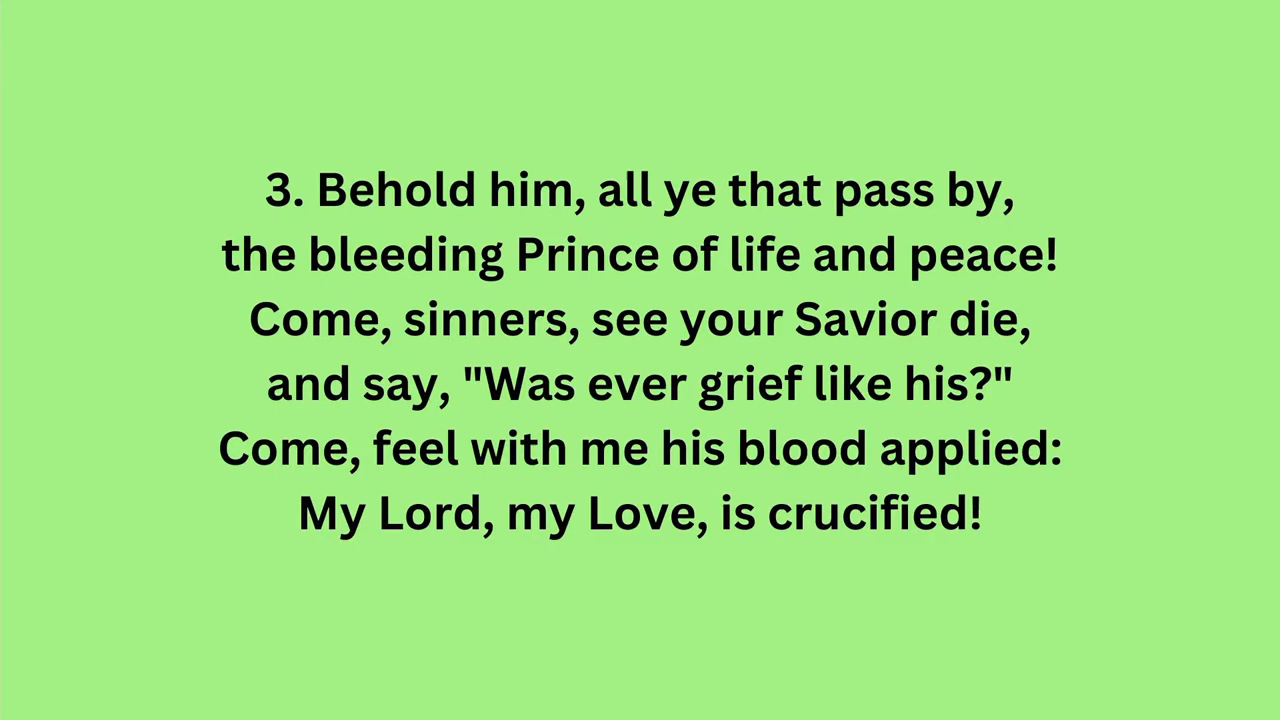 3. Behold him, all ye that pass by,
the bleeding Prince of life and peace!
Come, sinners, see your Savior die,
and say, "Was ever grief like his?"
Come, feel with me his blood applied:
My Lord, my Love, is crucified!